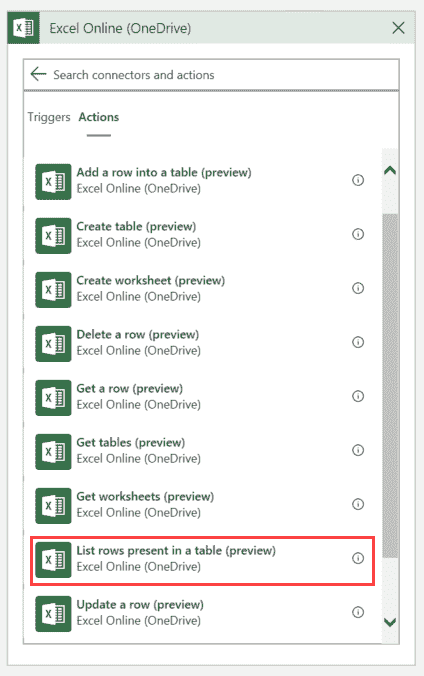 Excel Online (OneDrive)
Search connectors and actions
Triggers Actions
Add a row into a table (preview)
Excel Online (OneDrive)
Create table (preview)
Excel Online (OneDrive)
Create worksheet (preview)
Excel Online (OneDrive)
Delete a row (preview)
Excel Online (OneDrive)
Get a row (preview)
Excel Online (OneDrive)
Get tables (preview)
Excel Online (OneDrive)
Get worksheets (preview)
Excel Online (OneDrive)
List rows present in a table (preview)
Excel Online (OneDrive)
Update a row (preview)
Excel Online (OneDrive)